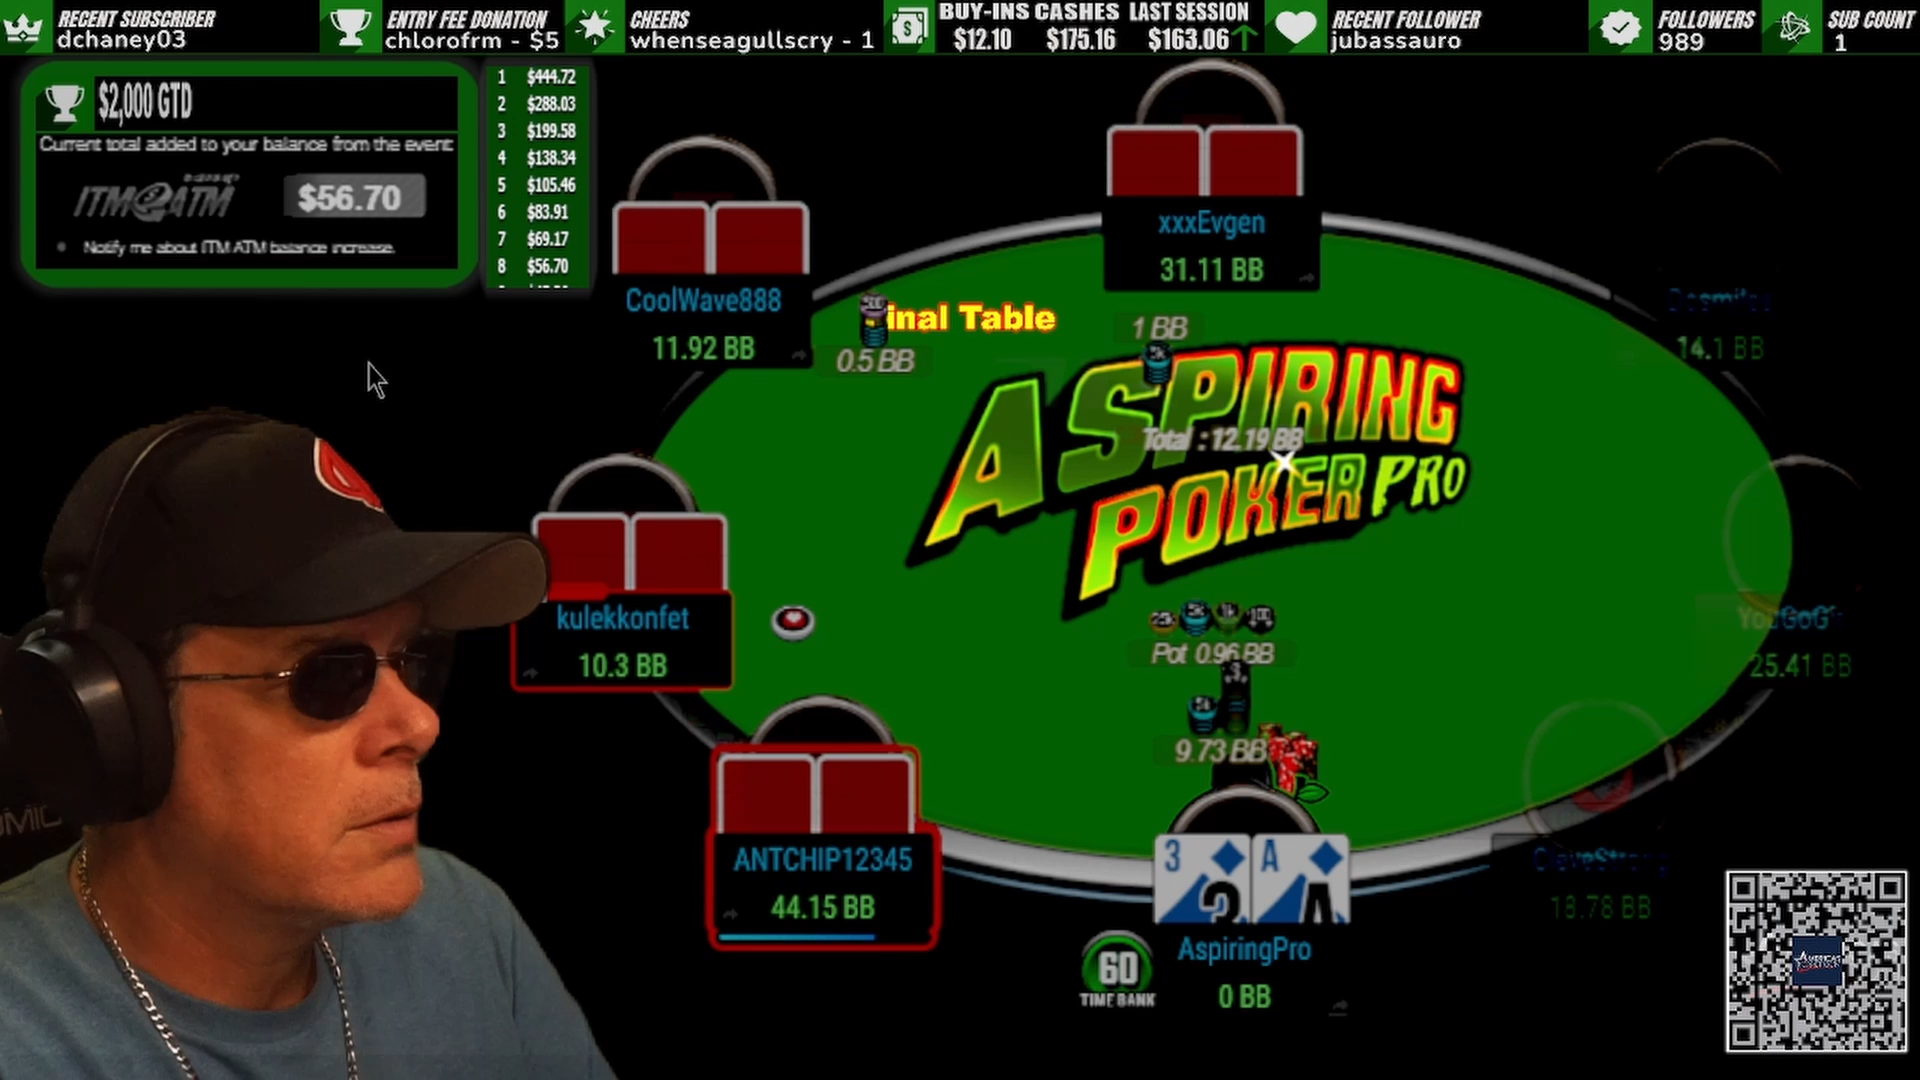 RECENT SUBSCRIBER
dchaney03
ENTRY FEE DONATION
chlorofrm - $5
CHEERS
whenseagullscry - 1
BUY-INS
$12.10
CASHES
$175.16
LAST SESSION
$163.06
RECENT FOLLOWER
jubassauro
FOLLOWERS
989
SUB COUNT
1
$2,000 GTD
Current total added to your balance from the event:
ITM ATM
$56.70
Notify me about ITM ATM balance increase.
1 $444.72
2 $288.03
3 $199.58
4 $138.34
5 $105.46
6 $83.91
7 $69.17
8 $56.70
xxxEvgen
31.11 BB
CoolWave888
11.92 BB
inal Table
0.5 BB
1 BB
14.1 BB
ASPIRING
POKER PRO
Total : 12.19 BB
kulekkonfet
10.3 BB
Pot 0.96 BB
9.73 BB
25.41 BB
ANTCHIP12345
44.15 BB
3 A
AspiringPro
0 BB
60
TIME BANK
18.78 BB